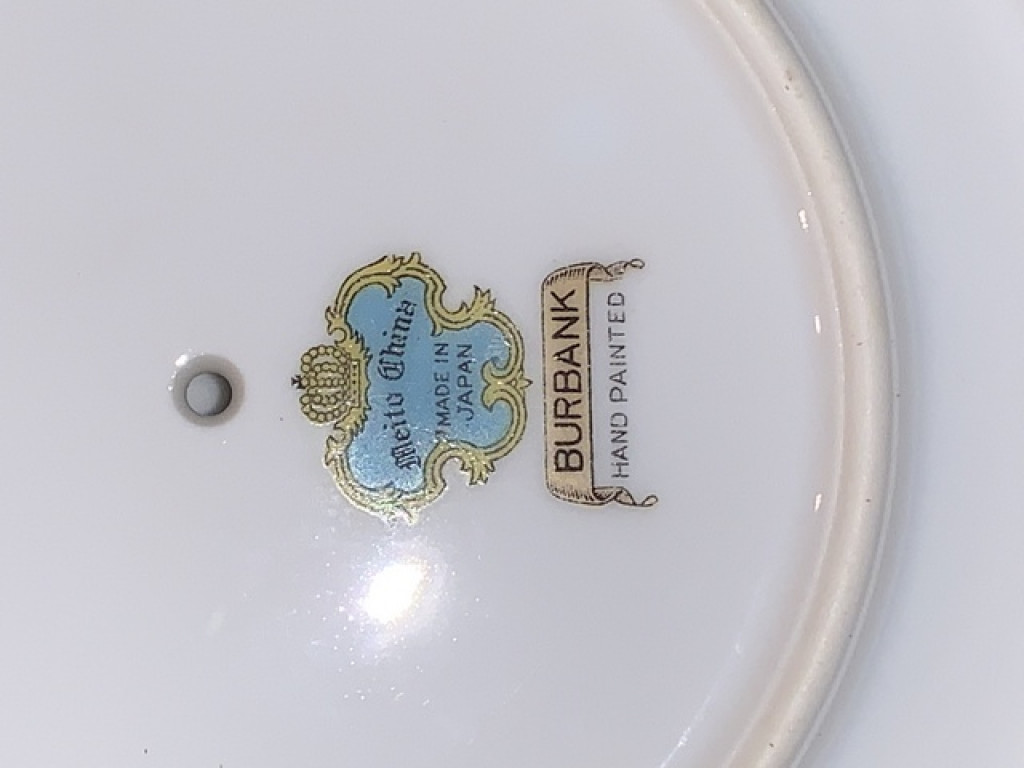 Meito China
MADE IN
JAPAN
BURBANK
HAND PAINTED